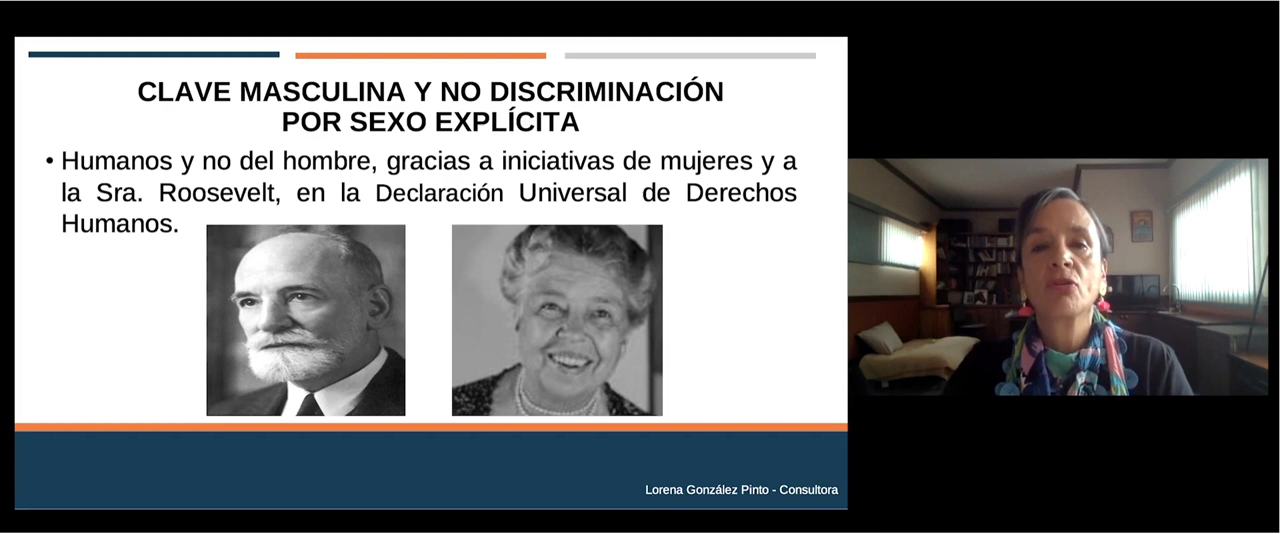 CLAVE MASCULINA Y NO DISCRIMINACIÓN
POR SEXO EXPLÍCITA
• Humanos y no del hombre, gracias a iniciativas de mujeres y a
la Sra. Roosevelt, en la Declaración Universal de Derechos
Humanos.
Lorena González Pinto - Consultora